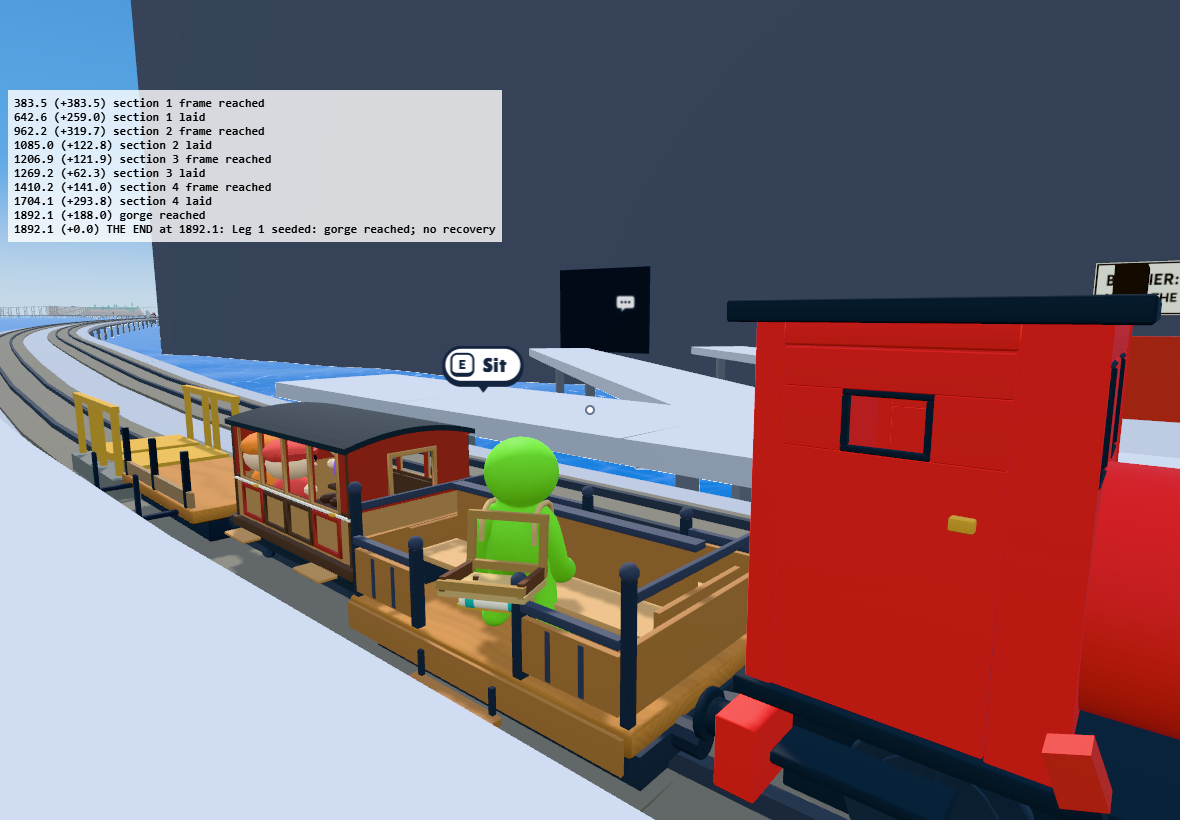 383.5 (+383.5) section 1 frame reached
642.6 (+259.0) section 1 laid
962.2 (+319.7) section 2 frame reached
1085.0 (+122.8) section 2 laid
1206.9 (+121.9) section 3 frame reached
1269.2 (+62.3) section 3 laid
1410.2 (+141.0) section 4 frame reached
1704.1 (+293.8) section 4 laid
1892.1 (+188.0) gorge reached
1892.1 (+0.0) THE END at 1892.1: Leg 1 seeded: gorge reached; no recovery
E Sit